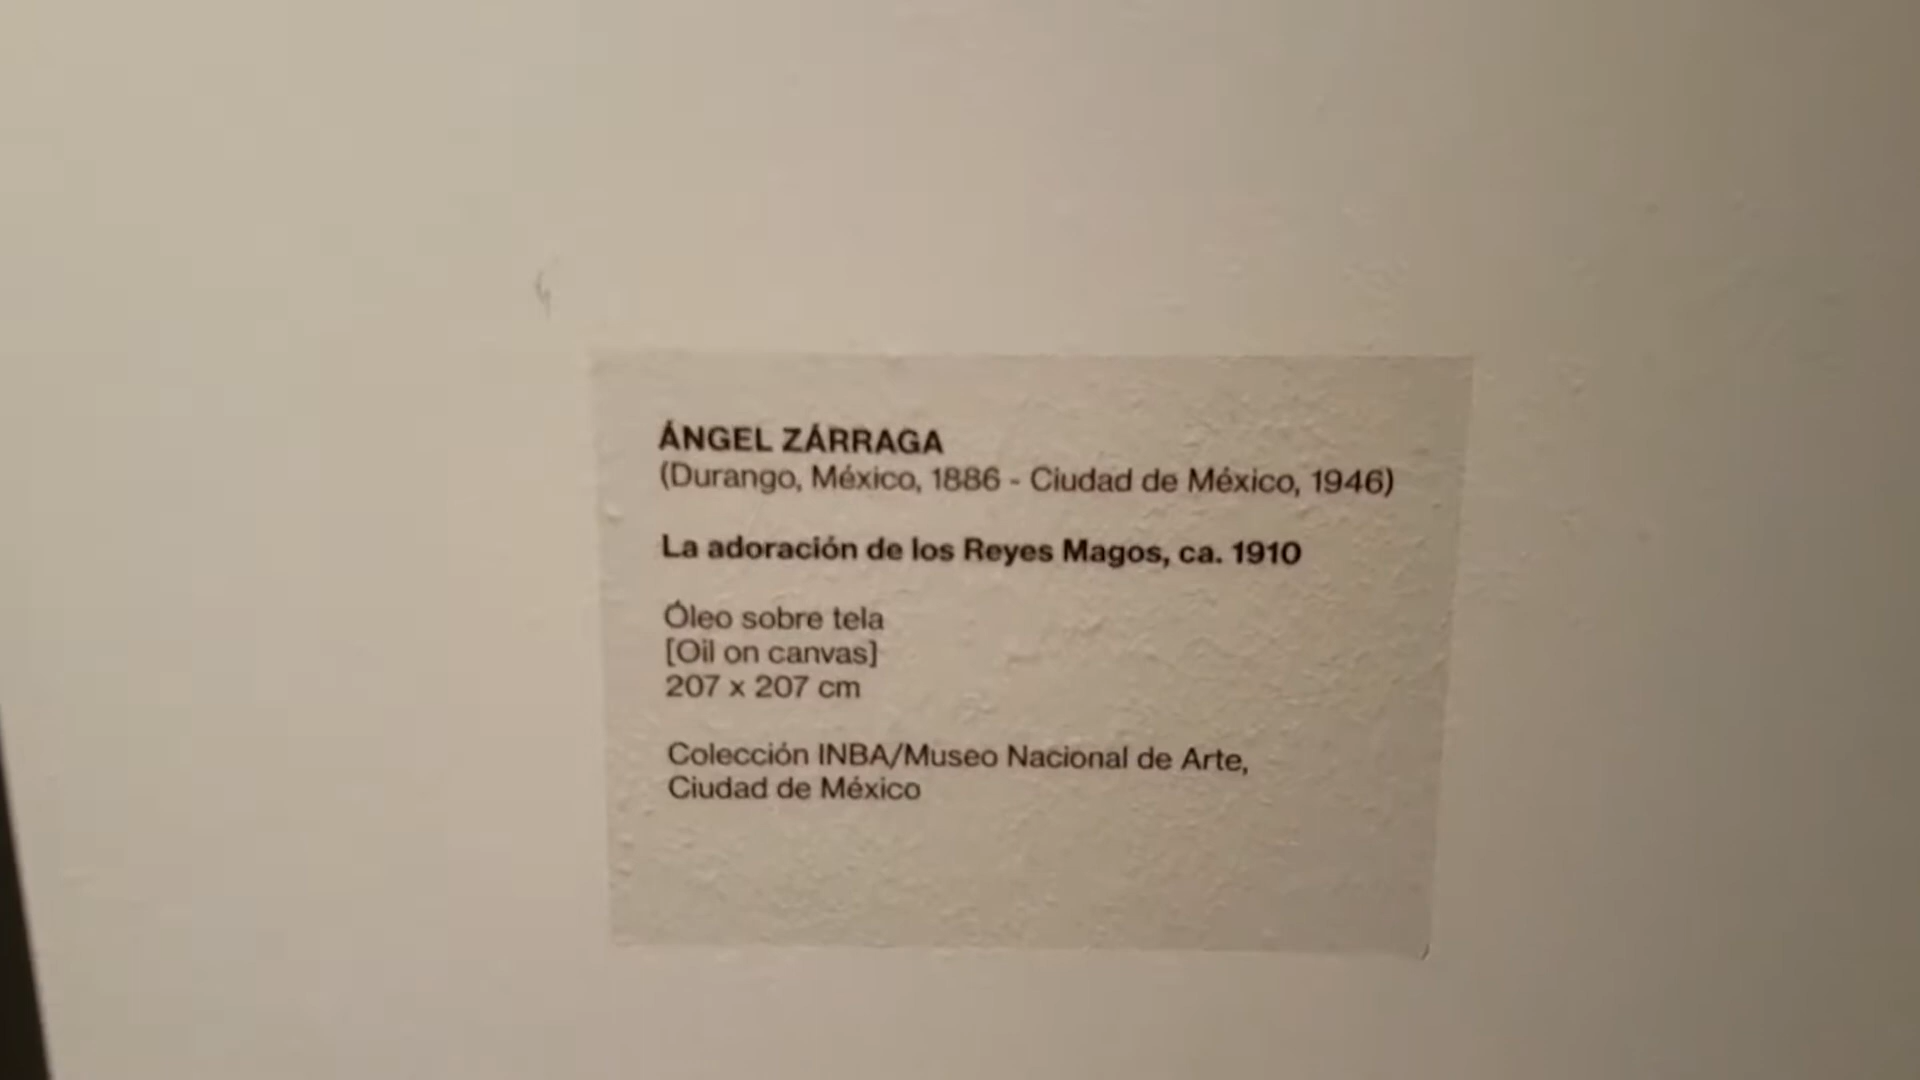 ÁNGEL ZÁRRAGA
(Durango, México, 1886 - Ciudad de México, 1946)
La adoración de los Reyes Magos, ca. 1910
Óleo sobre tela
[Oil on canvas]
207 x 207 cm
Colección INBA/Museo Nacional de Arte,
Ciudad de México